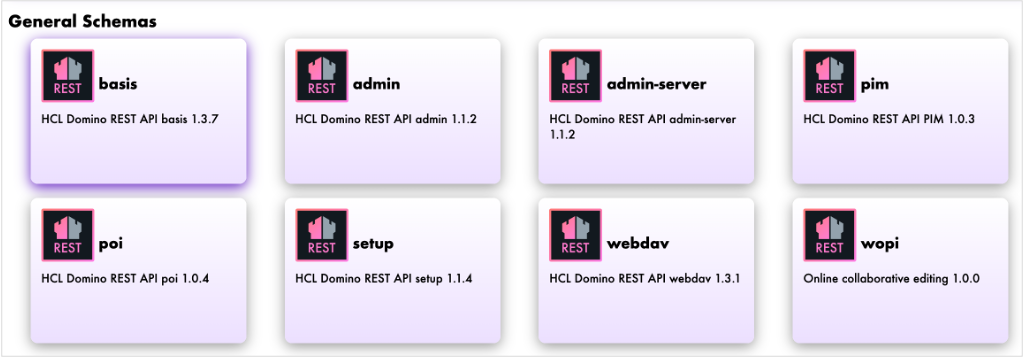 General Schemas
REST
basis
HCL Domino REST API basis 1.3.7
REST
admin
HCL Domino REST API admin 1.1.2
REST
admin-server
HCL Domino REST API admin-server
1.1.2
REST
pim
HCL Domino REST API PIM 1.0.3
REST
poi
HCL Domino REST API poi 1.0.4
REST
setup
HCL Domino REST API setup 1.1.4
REST
webdav
HCL Domino REST API webdav 1.3.1
REST
wopi
Online collaborative editing 1.0.0